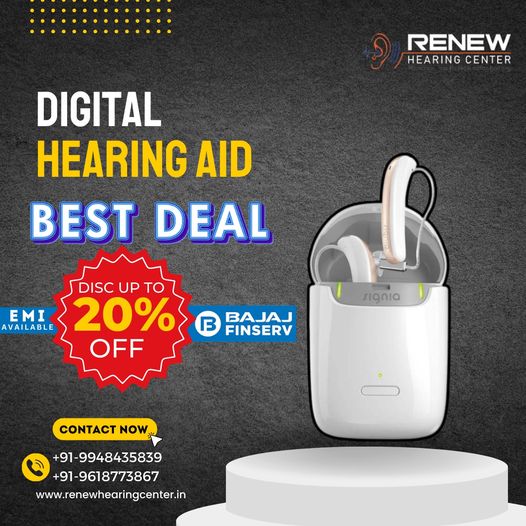 RENEW
HEARING CENTER
DIGITAL
HEARING AID
BEST DEAL
DISC UP TO
20%
OFF
EMI
AVAILABLE
BAJAJ
FINSERV
signia
CONTACT NOW
+91-9948435839
+91-9618773867
www.renewhearingcenter.in